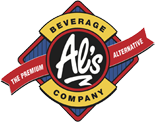 BEVERAGE
Al's
THE PREMIUM
ALTERNATIVE
COMPANY